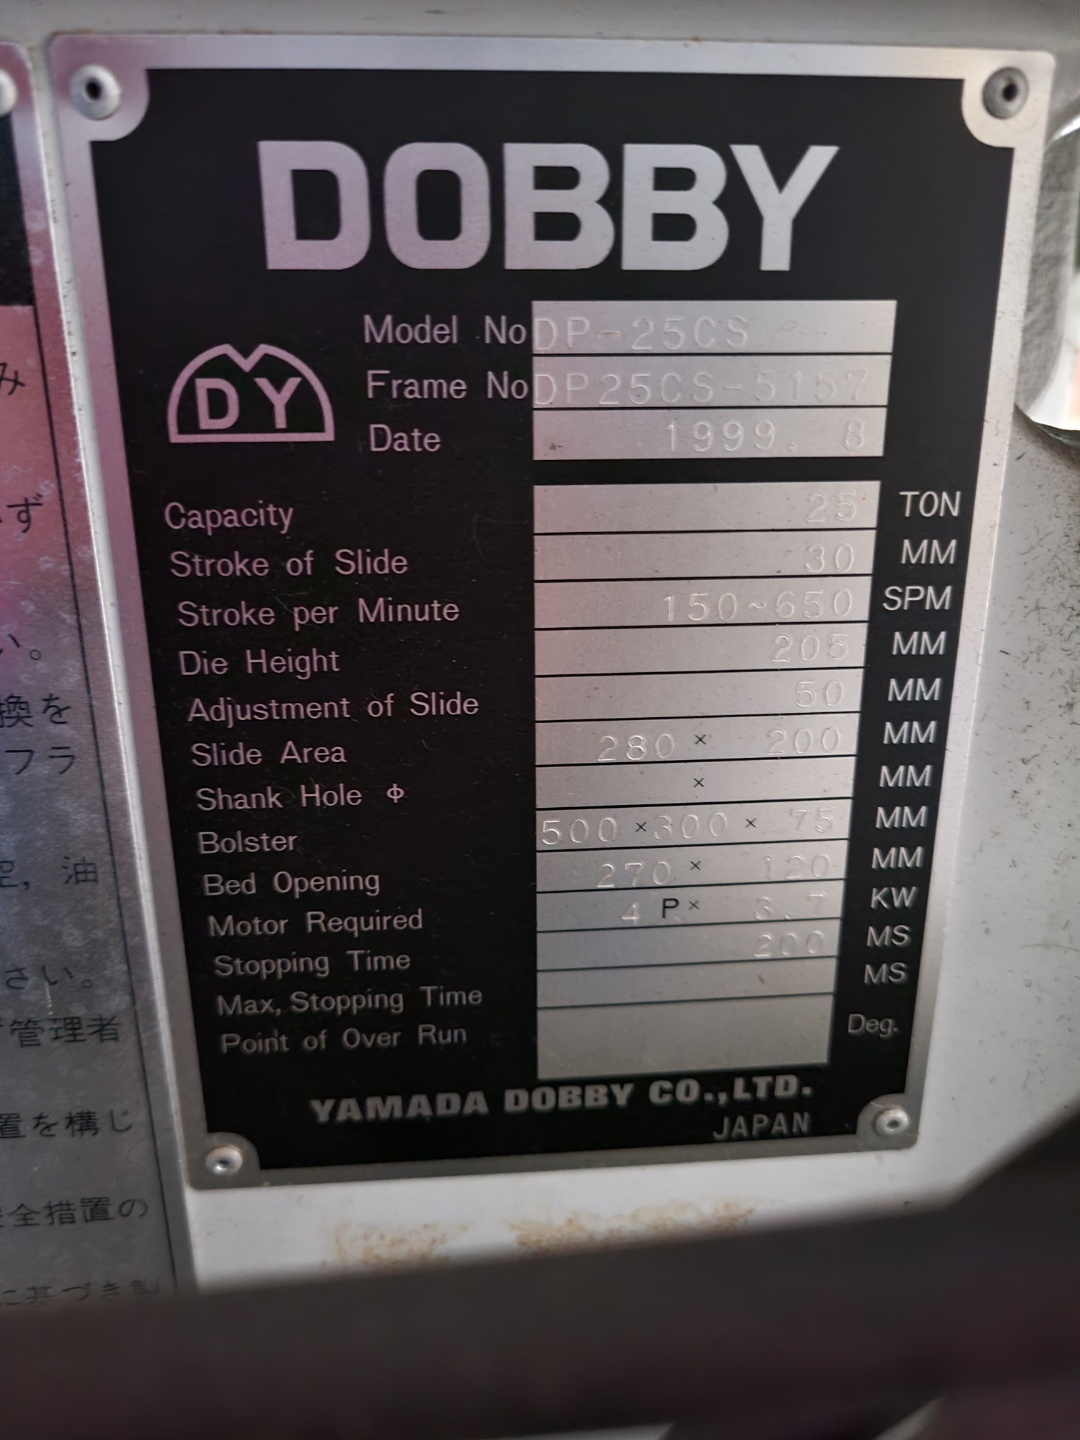 DOBBY
DY
Model No DP-25CS
Frame No DP25CS-5157
Date 1999. 8
Capacity 25 TON
Stroke of Slide 30 MM
Stroke per Minute 150~650 SPM
Die Height 205 MM
Adjustment of Slide 50 MM
Slide Area 280 × 200 MM
Shank Hole Φ × MM
Bolster 500 × 300 × 75 MM
Bed Opening 270 × 120 MM
Motor Required 4 P× 3.7 KW
Stopping Time 200 MS
Max, Stopping Time MS
Point of Over Run Deg.
YAMADA DOBBY CO.,LTD.
JAPAN
み
ず
い。
換を
フラ
油
さい。
管理者
置を構じ
全措置の
に基づき